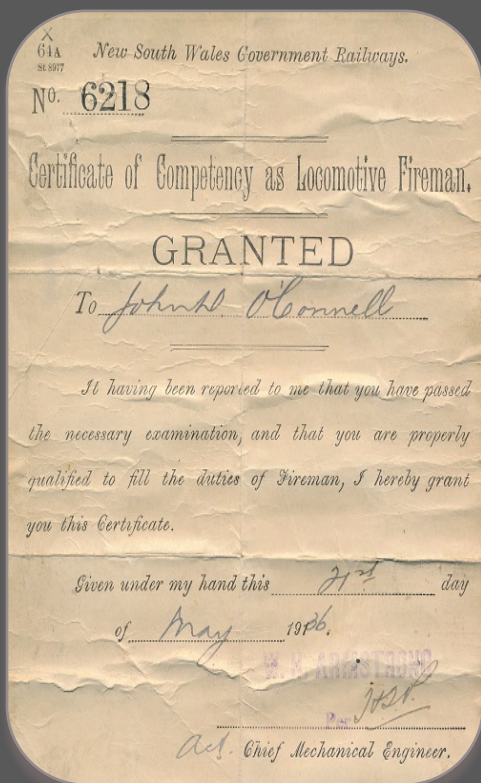 X
64A
St. 8977
New South Wales Government Railways.
No. 6218
Certificate of Competency as Locomotive Fireman.
GRANTED
To John O'Connell
It having been reported to me that you have passed
the necessary examination, and that you are properly
qualified to fill the duties of Fireman, I hereby grant
you this Certificate.
Given under my hand this 21st day
of May 1936.
ARMSTRONG
Per
Act. Chief Mechanical Engineer.